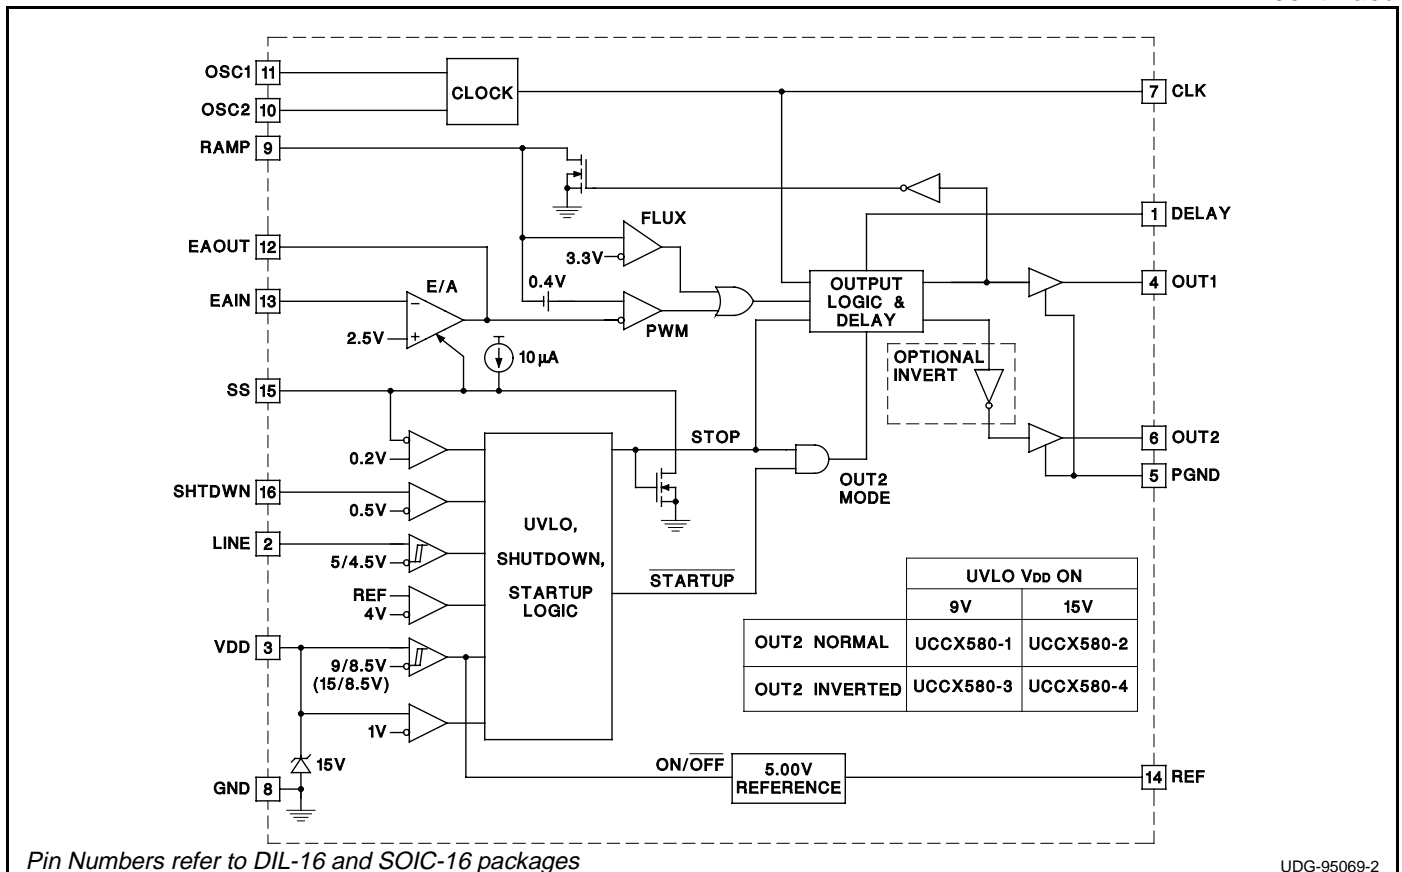 OSC1 11
CLOCK
7 CLK
OSC2 10
RAMP 9
1 DELAY
FLUX
EAOUT 12
3.3V
0.4V
E/A
OUTPUT
LOGIC &
DELAY
4 OUT1
EAIN 13
−
+
2.5V
PWM
10 µA
OPTIONAL
INVERT
SS 15
STOP
6 OUT2
0.2V
OUT2
MODE
5 PGND
SHTDWN 16
0.5V
UVLO,
SHUTDOWN,
STARTUP
LOGIC
LINE 2
5/4.5V
STARTUP
REF
4V
UVLO VDD ON
9V 15V
OUT2 NORMAL UCCX580-1 UCCX580-2
OUT2 INVERTED UCCX580-3 UCCX580-4
VDD 3
9/8.5V
(15/8.5V)
1V
15V
ON/OFF
5.00V
REFERENCE
14 REF
GND 8
Pin Numbers refer to DIL-16 and SOIC-16 packages
UDG-95069-2